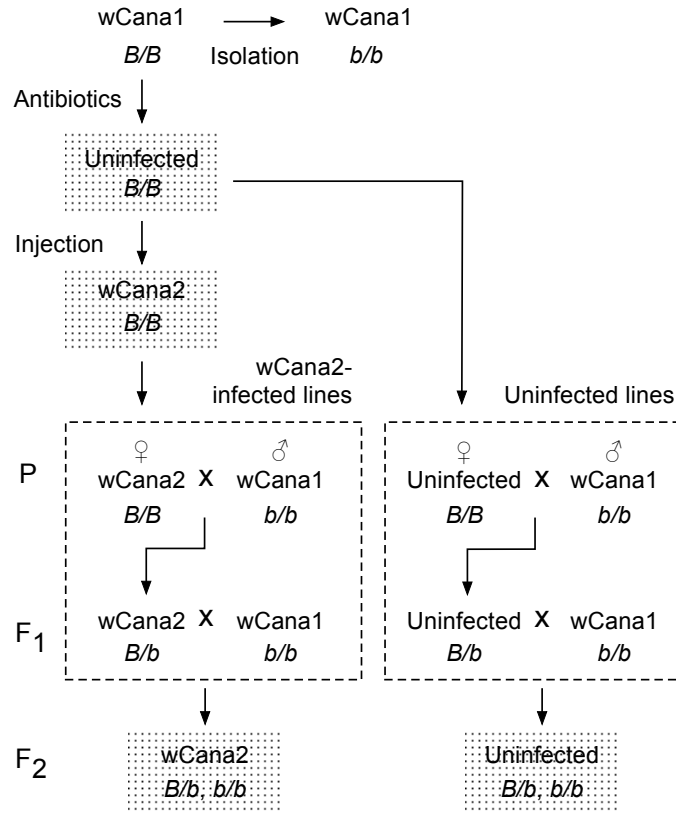 wCana1 wCana1
B/B Isolation b/b
Antibiotics
Uninfected
B/B
Injection
wCana2
B/B
wCana2-
infected lines Uninfected lines
♀ ♂ ♀ ♂
P wCana2 X wCana1 Uninfected X wCana1
B/B b/b B/B b/b
F1 wCana2 X wCana1 Uninfected X wCana1
B/b b/b B/b b/b
F2 wCana2 Uninfected
B/b, b/b B/b, b/b